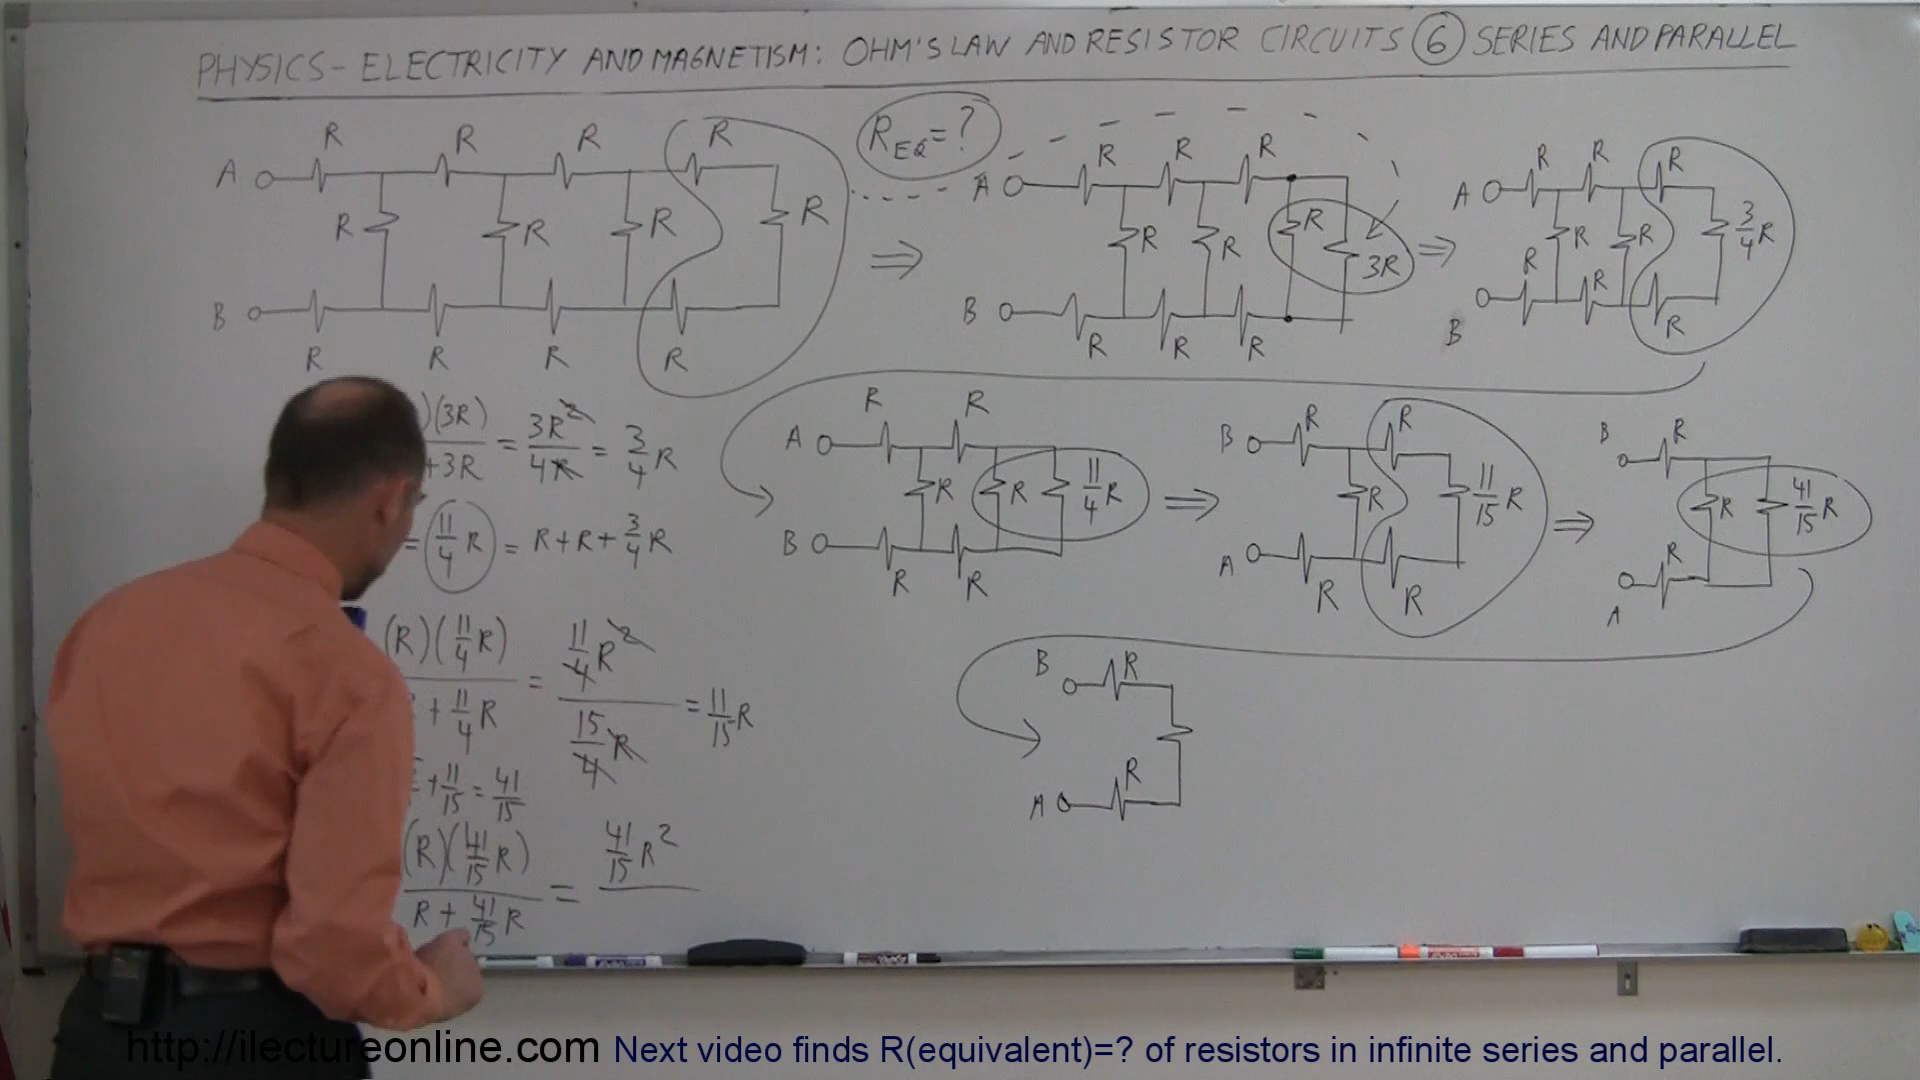 PHYSICS - ELECTRICITY AND MAGNETISM: OHM'S LAW AND RESISTOR CIRCUITS 6 SERIES AND PARALLEL
R_EQ = ?
R R R R
A
R R R R
B
R R R R
R R R
A
R R R 3R
B
R R R
R R R
A
R R 3/4 R
R R
B R
R R
A
R R 11/4 R
B
R R
R R
B
R 11/15 R
A
R R
B R
R 41/15 R
R
A
B R
R
A
)(3R) / +3R = 3R² / 4R = 3/4 R
= 11/4 R = R + R + 3/4 R
(R)(11/4 R) / + 11/4 R = 11/4 R² / 15/4 R = 11/15 R
+ 11/15 = 41/15
(R)(41/15 R) / R + 41/15 R = 41/15 R²
http://ilectureonline.com Next video finds R(equivalent)=? of resistors in infinite series and parallel.